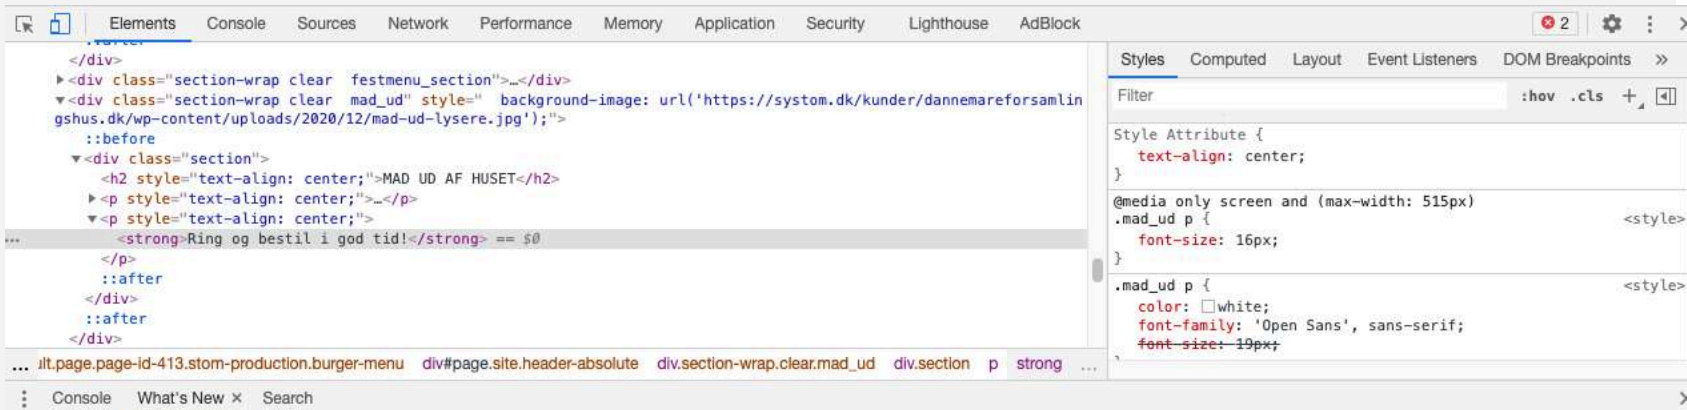 Elements Console Sources Network Performance Memory Application Security Lighthouse AdBlock 2
</div>
<div class="section-wrap clear  festmenu_section">…</div>
<div class="section-wrap clear  mad_ud" style="  background-image: url('https://systom.dk/kunder/dannemareforsamlin
gshus.dk/wp-content/uploads/2020/12/mad-ud-lysere.jpg');">
::before
<div class="section">
<h2 style="text-align: center;">MAD UD AF HUSET</h2>
<p style="text-align: center;">…</p>
<p style="text-align: center;">
… <strong>Ring og bestil i god tid!</strong> == $0
</p>
::after
</div>
::after
</div>
... ılt.page.page-id-413.stom-production.burger-menu div#page.site.header-absolute div.section-wrap.clear.mad_ud div.section p strong ...
Styles Computed Layout Event Listeners DOM Breakpoints »
Filter :hov .cls +
Style Attribute {
text-align: center;
}
@media only screen and (max-width: 515px)
.mad_ud p { <style>
font-size: 16px;
}
.mad_ud p { <style>
color: white;
font-family: 'Open Sans', sans-serif;
font-size: 19px;
Console What's New × Search